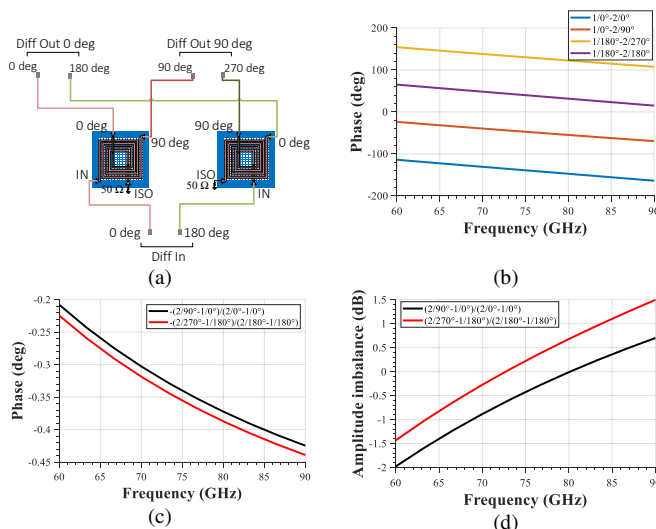 Diff Out 0 deg
Diff Out 90 deg
0 deg
180 deg
90 deg
270 deg
0 deg
90 deg
90 deg
0 deg
IN
50 Ω
ISO
ISO
50 Ω
IN
0 deg
180 deg
Diff In
(a)
Phase (deg)
200
100
0
-100
-200
60
65
70
75
80
85
90
Frequency (GHz)
1/0°-2/0°
1/0°-2/90°
1/180°-2/270°
1/180°-2/180°
(b)
Phase (deg)
-0.2
-0.25
-0.3
-0.35
-0.4
-0.45
60
65
70
75
80
85
90
Frequency (GHz)
-(2/90°-1/0°)/(2/0°-1/0°)
-(2/270°-1/180°)/(2/180°-1/180°)
(c)
Amplitude imbalance (dB)
1.5
1
0.5
0
-0.5
-1
-1.5
-2
60
65
70
75
80
85
90
Frequency (GHz)
(2/90°-1/0°)/(2/0°-1/0°)
(2/270°-1/180°)/(2/180°-1/180°)
(d)